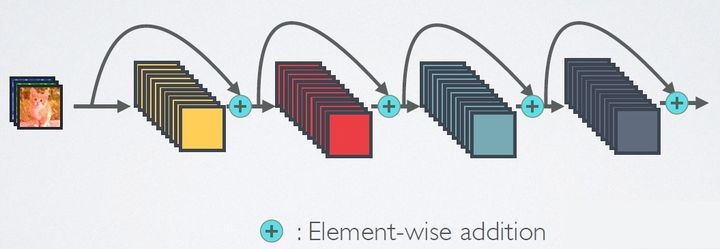 + : Element-wise addition